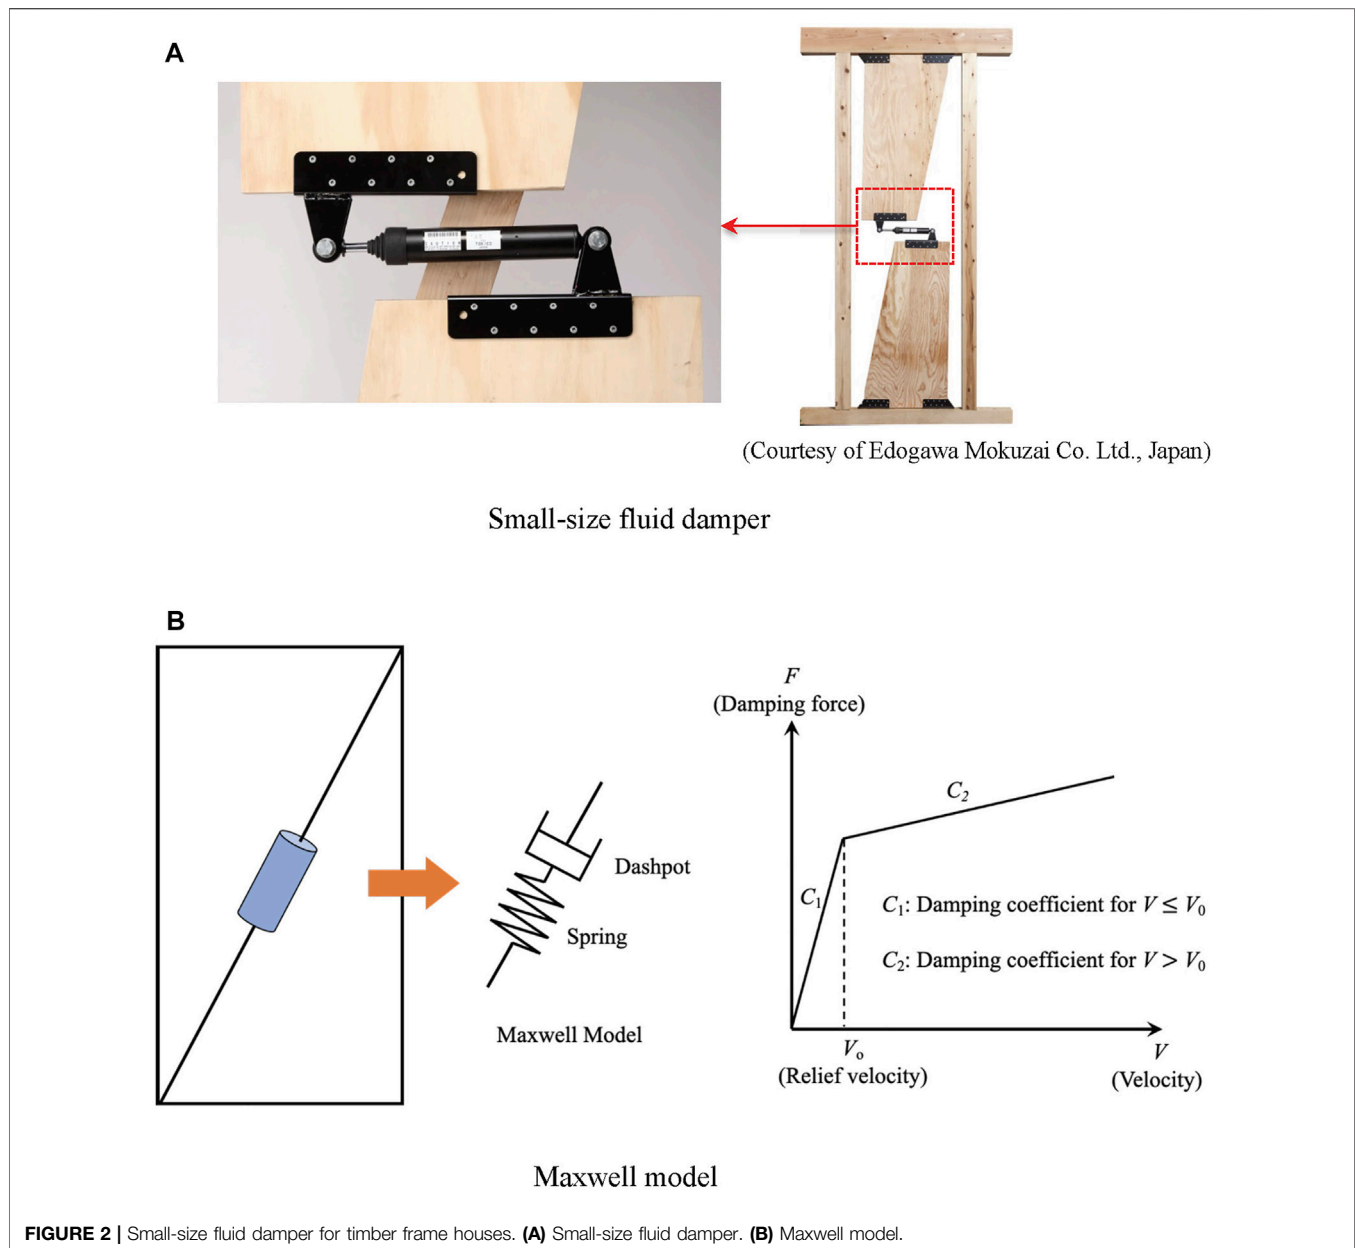 A
(Courtesy of Edogawa Mokuzai Co. Ltd., Japan)
Small-size fluid damper
B
F
(Damping force)
C₂
C₁
Dashpot
Spring
Maxwell Model
C₁: Damping coefficient for V ≤ V₀
C₂: Damping coefficient for V > V₀
Vₒ
(Relief velocity)
V
(Velocity)
Maxwell model
FIGURE 2 | Small-size fluid damper for timber frame houses. (A) Small-size fluid damper. (B) Maxwell model.